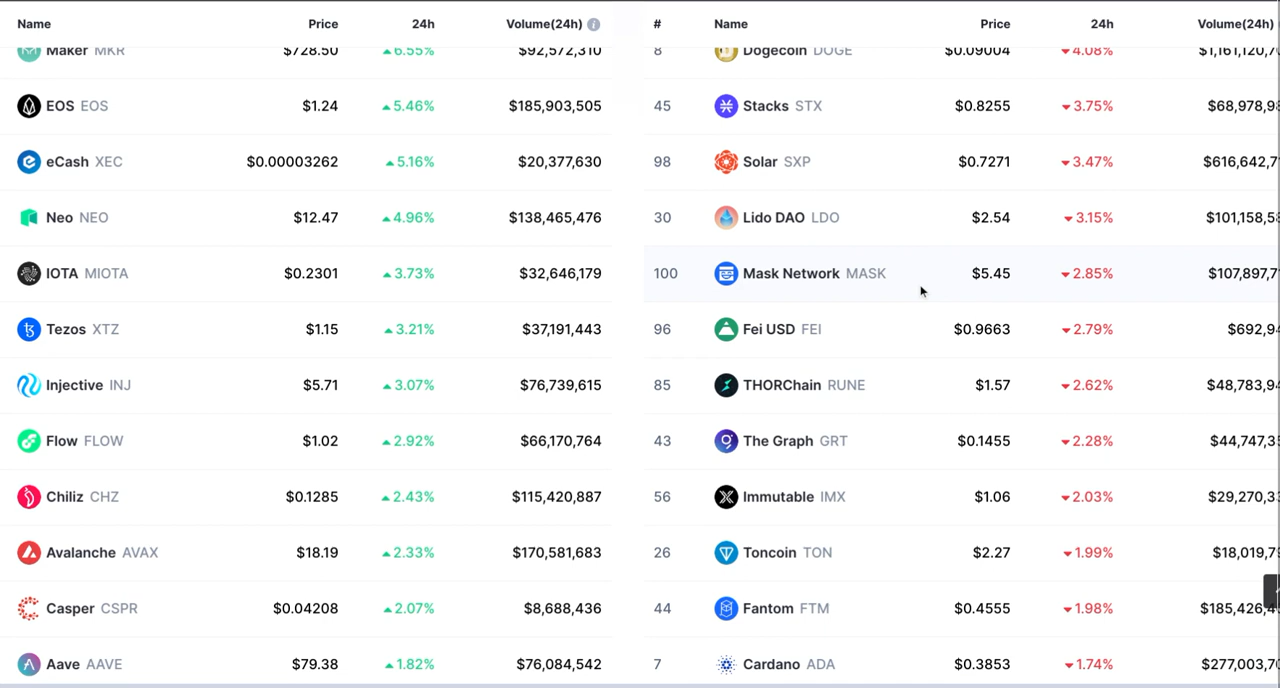 Name Price 24h Volume(24h)
Maker MKR $728.50 6.55% $92,572,310
EOS EOS $1.24 5.46% $185,903,505
eCash XEC $0.00003262 5.16% $20,377,630
Neo NEO $12.47 4.96% $138,465,476
IOTA MIOTA $0.2301 3.73% $32,646,179
Tezos XTZ $1.15 3.21% $37,191,443
Injective INJ $5.71 3.07% $76,739,615
Flow FLOW $1.02 2.92% $66,170,764
Chiliz CHZ $0.1285 2.43% $115,420,887
Avalanche AVAX $18.19 2.33% $170,581,683
Casper CSPR $0.04208 2.07% $8,688,436
Aave AAVE $79.38 1.82% $76,084,542
# Name Price 24h Volume(24h)
8 Dogecoin DOGE $0.09004 4.08%
45 Stacks STX $0.8255 3.75%
98 Solar SXP $0.7271 3.47%
30 Lido DAO LDO $2.54 3.15%
100 Mask Network MASK $5.45 2.85%
96 Fei USD FEI $0.9663 2.79%
85 THORChain RUNE $1.57 2.62%
43 The Graph GRT $0.1455 2.28%
56 Immutable IMX $1.06 2.03%
26 Toncoin TON $2.27 1.99%
44 Fantom FTM $0.4555 1.98%
7 Cardano ADA $0.3853 1.74%